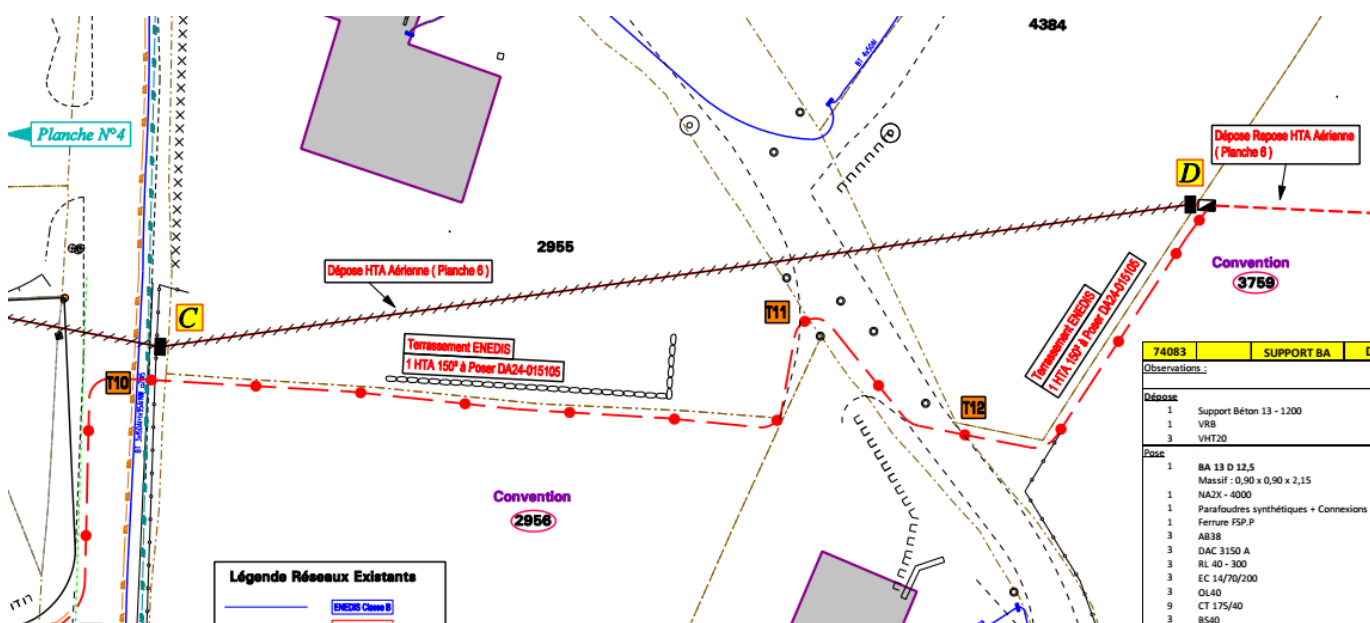 4384
BT 4x50N
Planche N°4
Dépose Repose HTA Aérienne
( Planche 6 )
D
2955
Convention
3759
Dépose HTA Aérienne ( Planche 6 )
C
T11
Terrassement ENEDIS
1 HTA 150² à Poser DA24-015105
Terrassement ENEDIS
1 HTA 150² à Poser DA24-015105
T10
T12
74083 SUPPORT BA D
Observations :
Dépose
1 Support Béton 13 - 1200
1 VRB
3 VHT20
Pose
1 BA 13 D 12,5
Massif : 0,90 x 0,90 x 2,15
1 NA2X - 4000
1 Parafoudres synthétiques + Connexions
1 Ferrure FSP.P
3 AB38
3 DAC 3150 A
3 RL 40 - 300
3 EC 14/70/200
3 OL40
9 CT 175/40
3 BS40
Convention
2956
Légende Réseaux Existants
ENEDIS Classe B